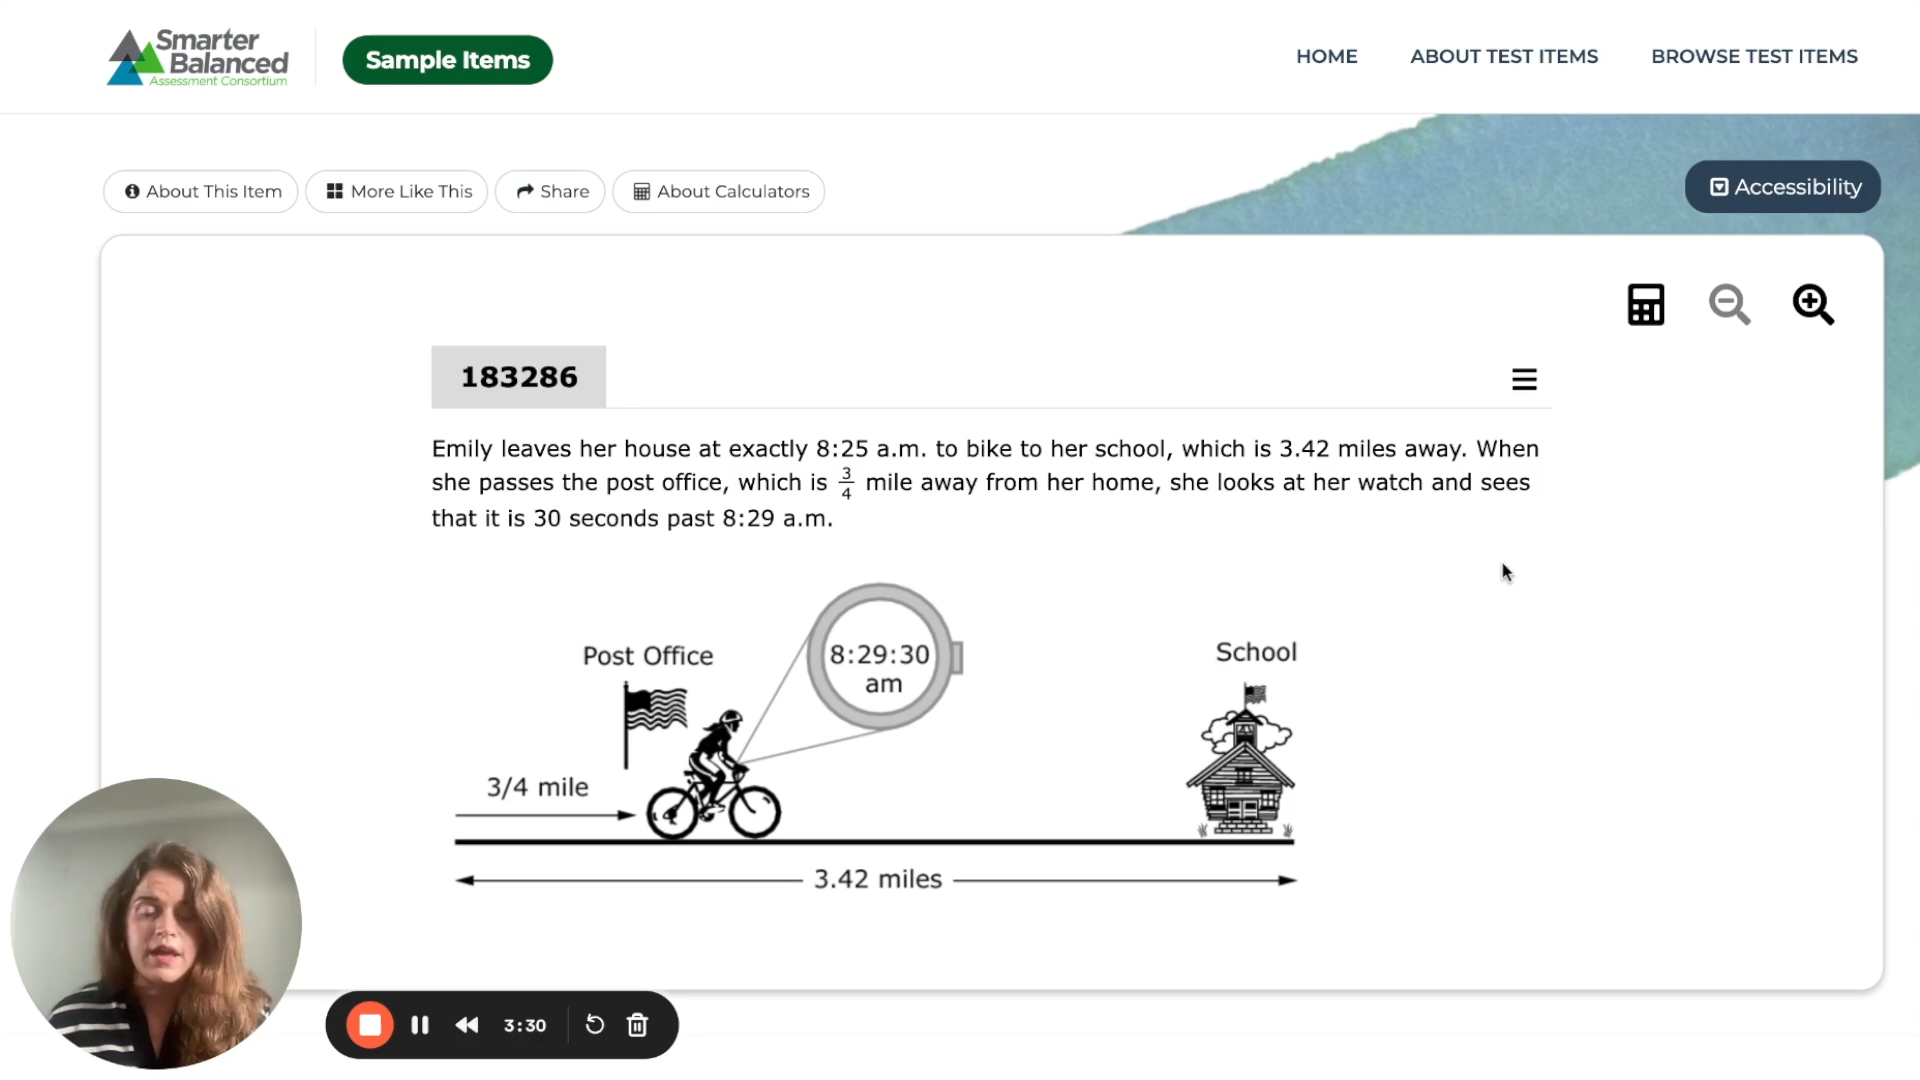 Smarter
Balanced
Assessment Consortium
Sample Items
HOME
ABOUT TEST ITEMS
BROWSE TEST ITEMS
About This Item
More Like This
Share
About Calculators
Accessibility
183286
Emily leaves her house at exactly 8:25 a.m. to bike to her school, which is 3.42 miles away. When
she passes the post office, which is 3/4 mile away from her home, she looks at her watch and sees
that it is 30 seconds past 8:29 a.m.
8:29:30
am
Post Office
School
3/4 mile
3.42 miles
3:30